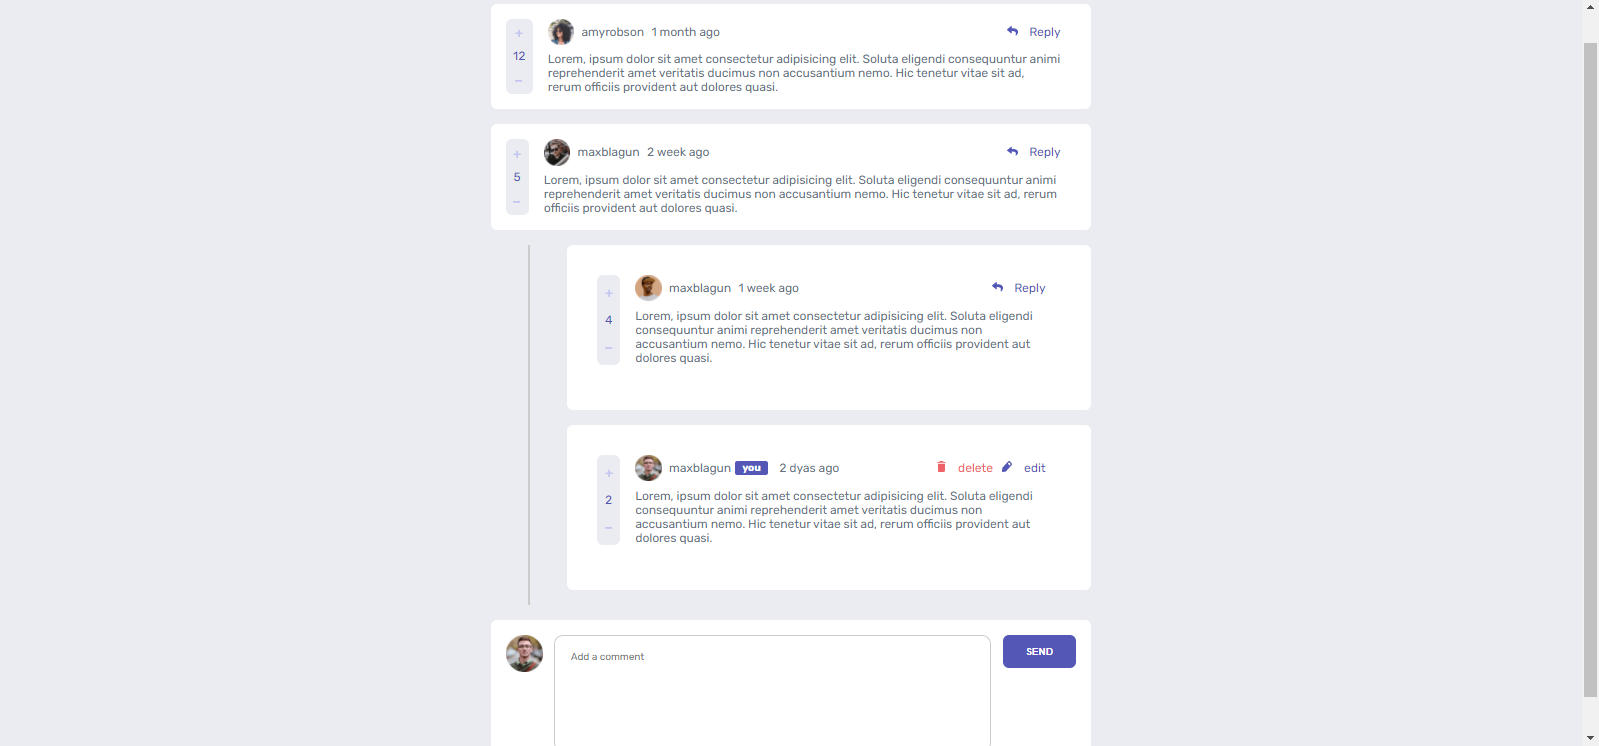 +
12
−
amyrobson 1 month ago
Reply
Lorem, ipsum dolor sit amet consectetur adipisicing elit. Soluta eligendi consequuntur animi
reprehenderit amet veritatis ducimus non accusantium nemo. Hic tenetur vitae sit ad,
rerum officiis provident aut dolores quasi.
+
5
−
maxblagun 2 week ago
Reply
Lorem, ipsum dolor sit amet consectetur adipisicing elit. Soluta eligendi consequuntur animi
reprehenderit amet veritatis ducimus non accusantium nemo. Hic tenetur vitae sit ad, rerum
officiis provident aut dolores quasi.
+
4
−
maxblagun 1 week ago
Reply
Lorem, ipsum dolor sit amet consectetur adipisicing elit. Soluta eligendi
consequuntur animi reprehenderit amet veritatis ducimus non
accusantium nemo. Hic tenetur vitae sit ad, rerum officiis provident aut
dolores quasi.
+
2
−
maxblagun you 2 dyas ago
delete edit
Lorem, ipsum dolor sit amet consectetur adipisicing elit. Soluta eligendi
consequuntur animi reprehenderit amet veritatis ducimus non
accusantium nemo. Hic tenetur vitae sit ad, rerum officiis provident aut
dolores quasi.
Add a comment
SEND